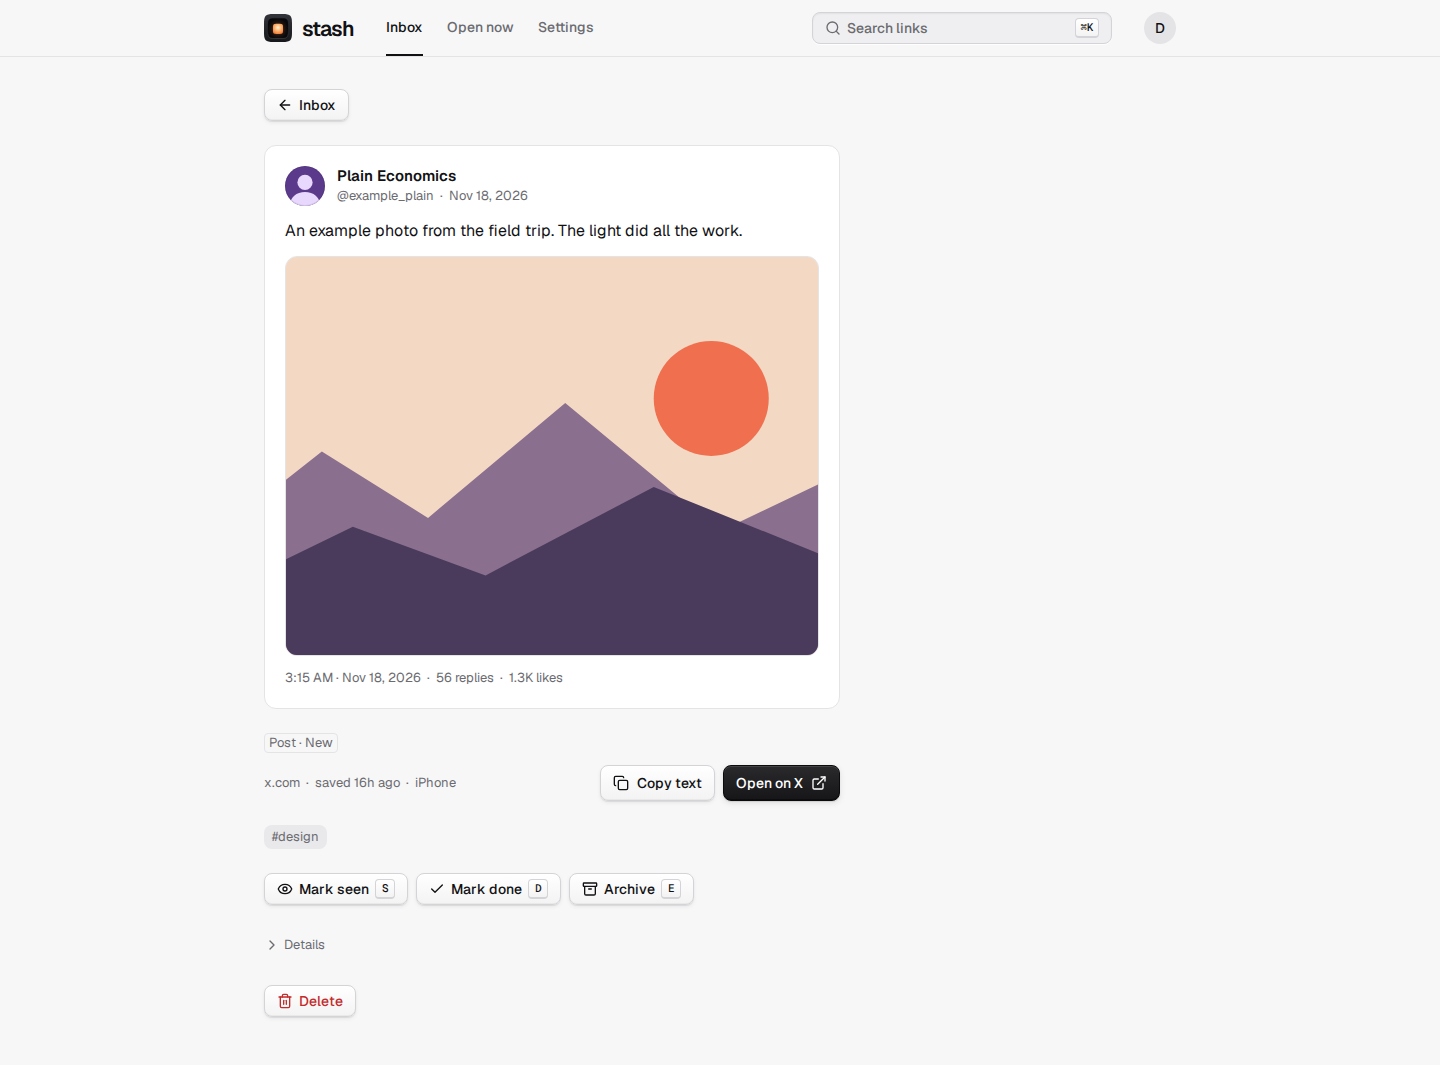 stash
Inbox
Open now
Settings
Search links
⌘K
D
Inbox
Plain Economics
@example_plain · Nov 18, 2026
An example photo from the field trip. The light did all the work.
3:15 AM · Nov 18, 2026 · 56 replies · 1.3K likes
Post · New
x.com · saved 16h ago · iPhone
Copy text
Open on X
#design
Mark seen S
Mark done D
Archive E
Details
Delete